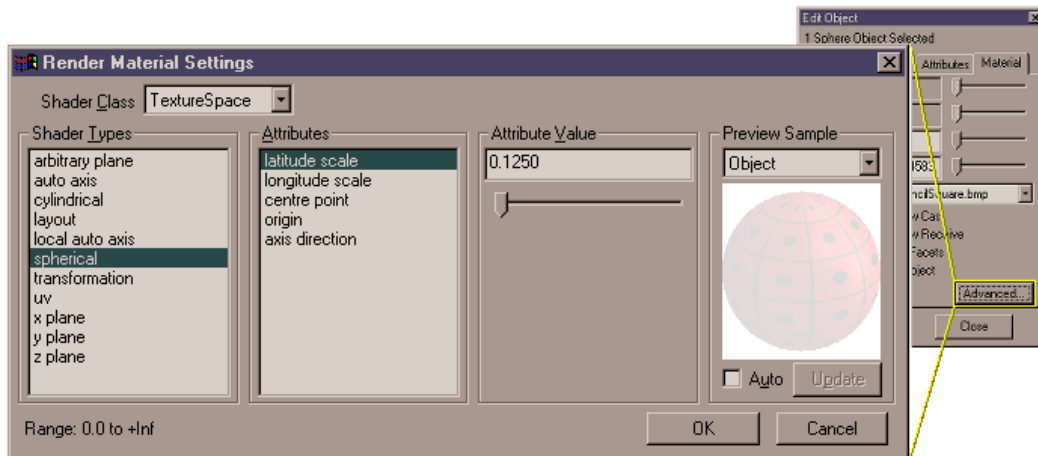 Edit Object
1 Sphere Object Selected
Attributes Material
Render Material Settings
Shader Class TextureSpace
Shader Types
arbitrary plane
auto axis
cylindrical
layout
local auto axis
spherical
transformation
uv
x plane
y plane
z plane
Attributes
latitude scale
longitude scale
centre point
origin
axis direction
Attribute Value
0.1250
Preview Sample
Object
Auto Update
Range: 0.0 to +Inf
OK Cancel
Facets
Advanced...
Close